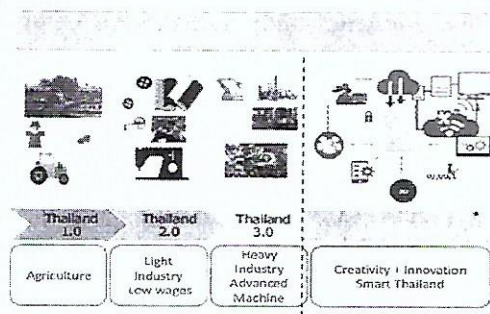 Thailand
1.0
Thailand
2.0
Thailand
3.0
Agriculture
Light
Industry
Low wages
Heavy
Industry
Advanced
Machine
Creativity + Innovation
Smart Thailand